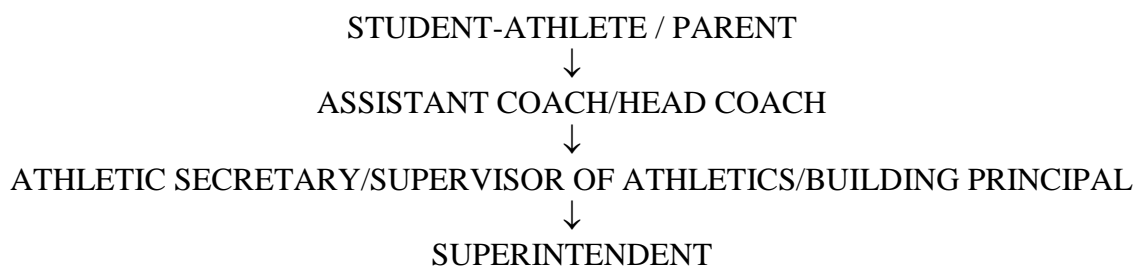 STUDENT-ATHLETE / PARENT
↓
ASSISTANT COACH/HEAD COACH
↓
ATHLETIC SECRETARY/SUPERVISOR OF ATHLETICS/BUILDING PRINCIPAL
↓
SUPERINTENDENT